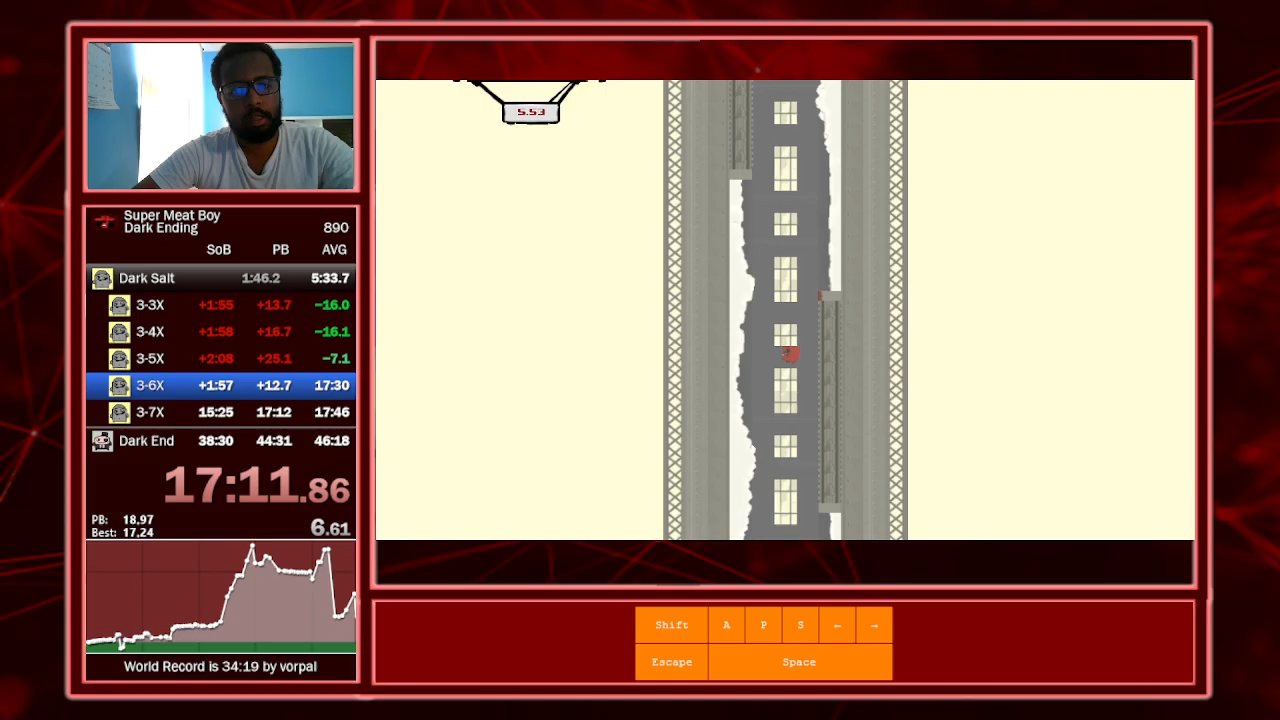 Super Meat Boy
Dark Ending 890
SoB PB AVG
Dark Salt 1:46.2 5:33.7
3-3X +1:55 +13.7 −16.0
3-4X +1:58 +16.7 −16.1
3-5X +2:08 +25.1 −7.1
3-6X +1:57 +12.7 17:30
3-7X 15:25 17:12 17:46
Dark End 38:30 44:31 46:18
17:11.86
PB: 18.97
Best: 17.24
6.61
World Record is 34:19 by vorpal
5.53
Shift A P S ← →
Escape Space